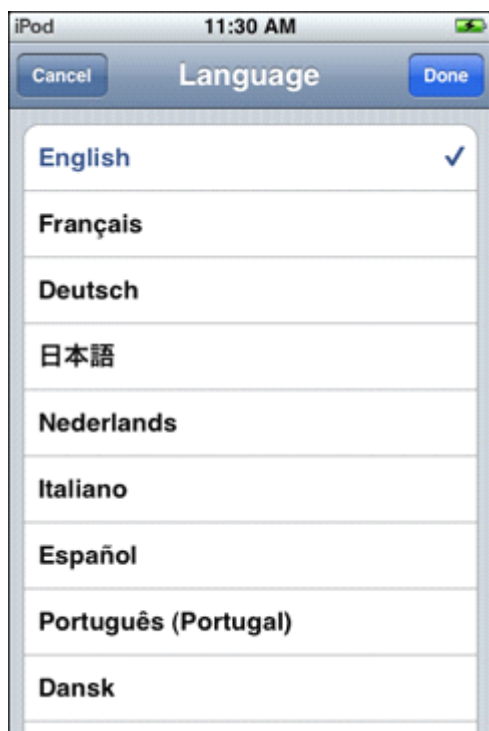 iPod 11:30 AM
Cancel Language Done
English
Français
Deutsch
日本語
Nederlands
Italiano
Español
Português (Portugal)
Dansk